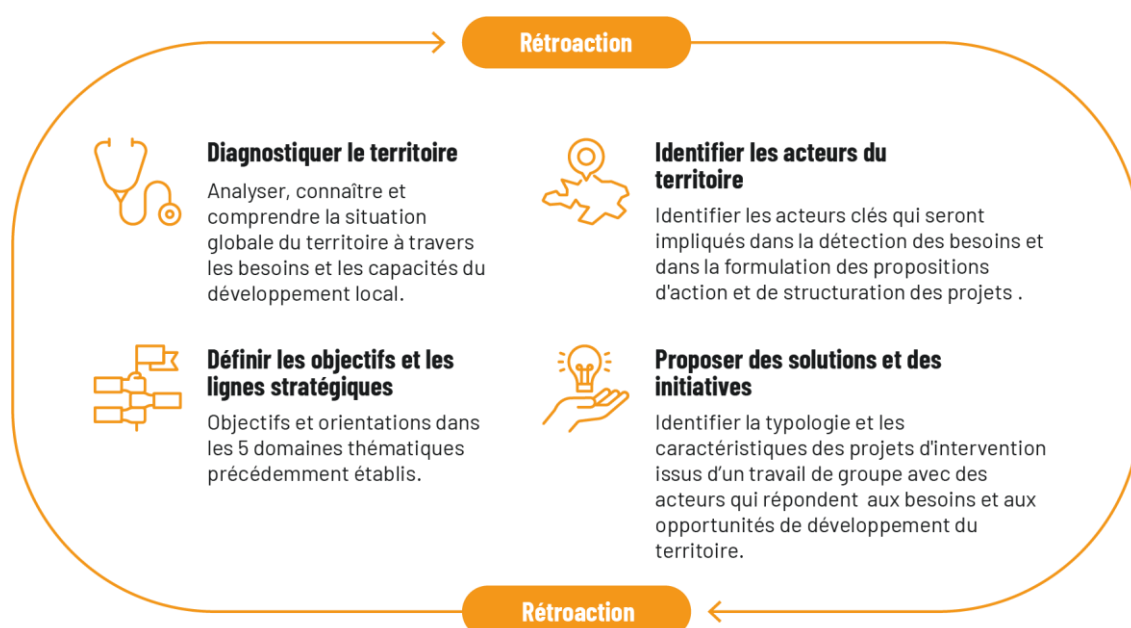 Rétroaction
Diagnostiquer le territoire
Analyser, connaître et
comprendre la situation
globale du territoire à travers
les besoins et les capacités du
développement local.
Identifier les acteurs du
territoire
Identifier les acteurs clés qui seront
impliqués dans la détection des besoins et
dans la formulation des propositions
d'action et de structuration des projets .
Définir les objectifs et les
lignes stratégiques
Objectifs et orientations dans
les 5 domaines thématiques
précédemment établis.
Proposer des solutions et des
initiatives
Identifier la typologie et les
caractéristiques des projets d'intervention
issus d’un travail de groupe avec des
acteurs qui répondent  aux besoins et aux
opportunités de développement du
territoire.
Rétroaction